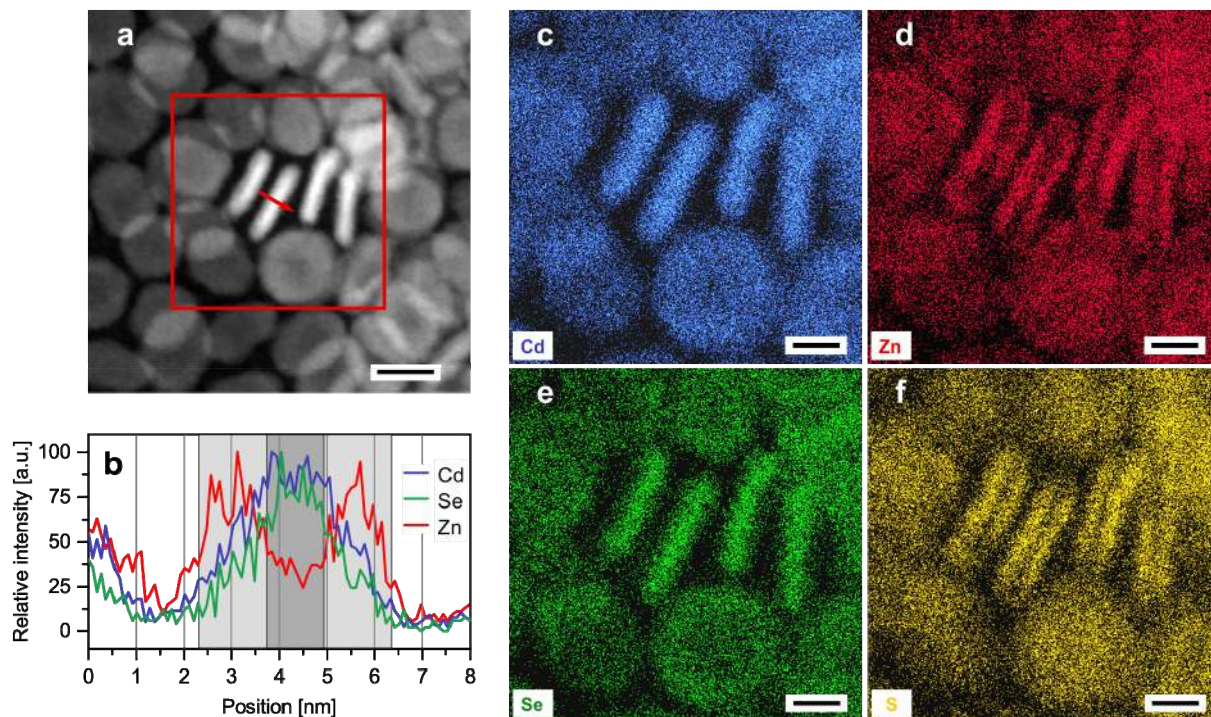 a
b
Relative intensity [a.u.]
100
75
50
25
0
Cd
Se
Zn
0 1 2 3 4 5 6 7 8
Position [nm]
c
Cd
d
Zn
e
Se
f
S